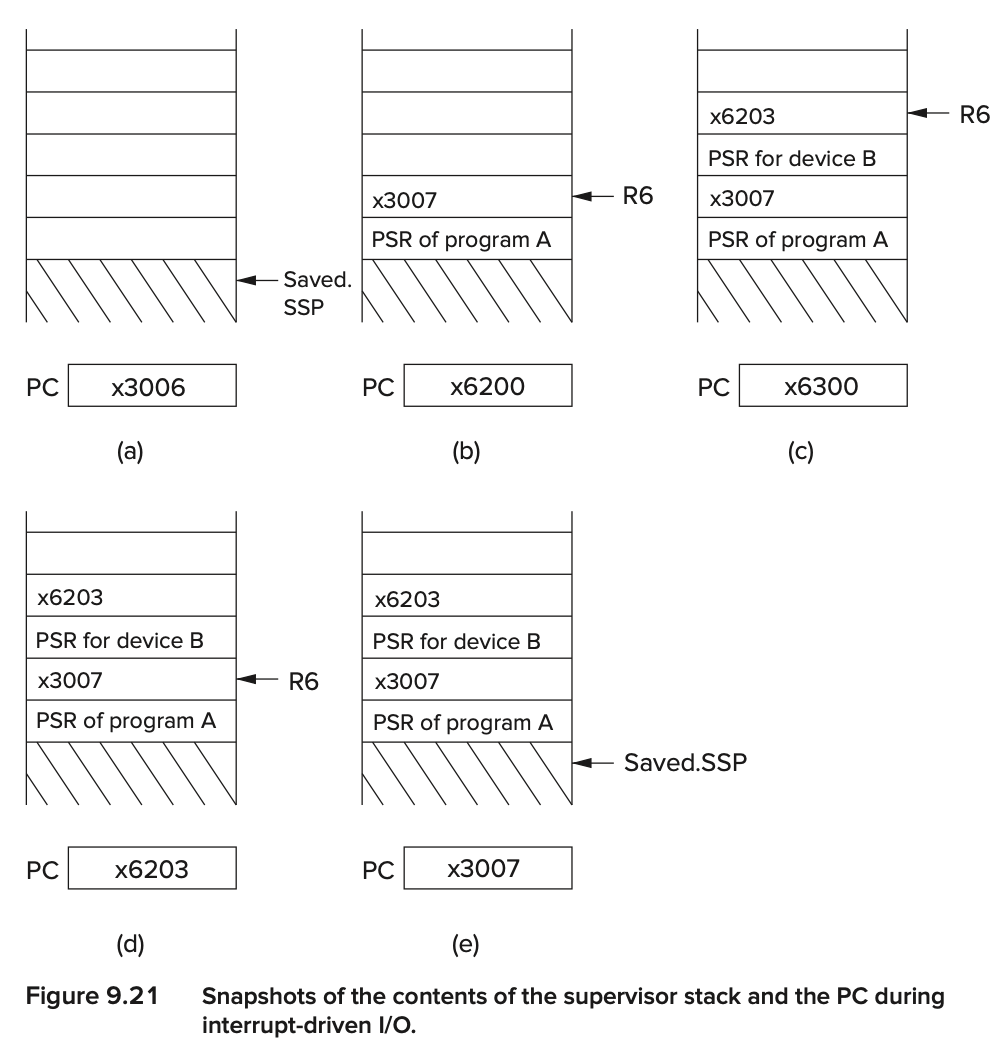 x6203
R6
PSR for device B
x3007
R6
x3007
PSR of program A
PSR of program A
Saved.
SSP
PC x3006
PC x6200
PC x6300
(a)
(b)
(c)
x6203
x6203
PSR for device B
PSR for device B
x3007
R6
x3007
PSR of program A
PSR of program A
Saved.SSP
PC x6203
PC x3007
(d)
(e)
Figure 9.21 Snapshots of the contents of the supervisor stack and the PC during
interrupt-driven I/O.